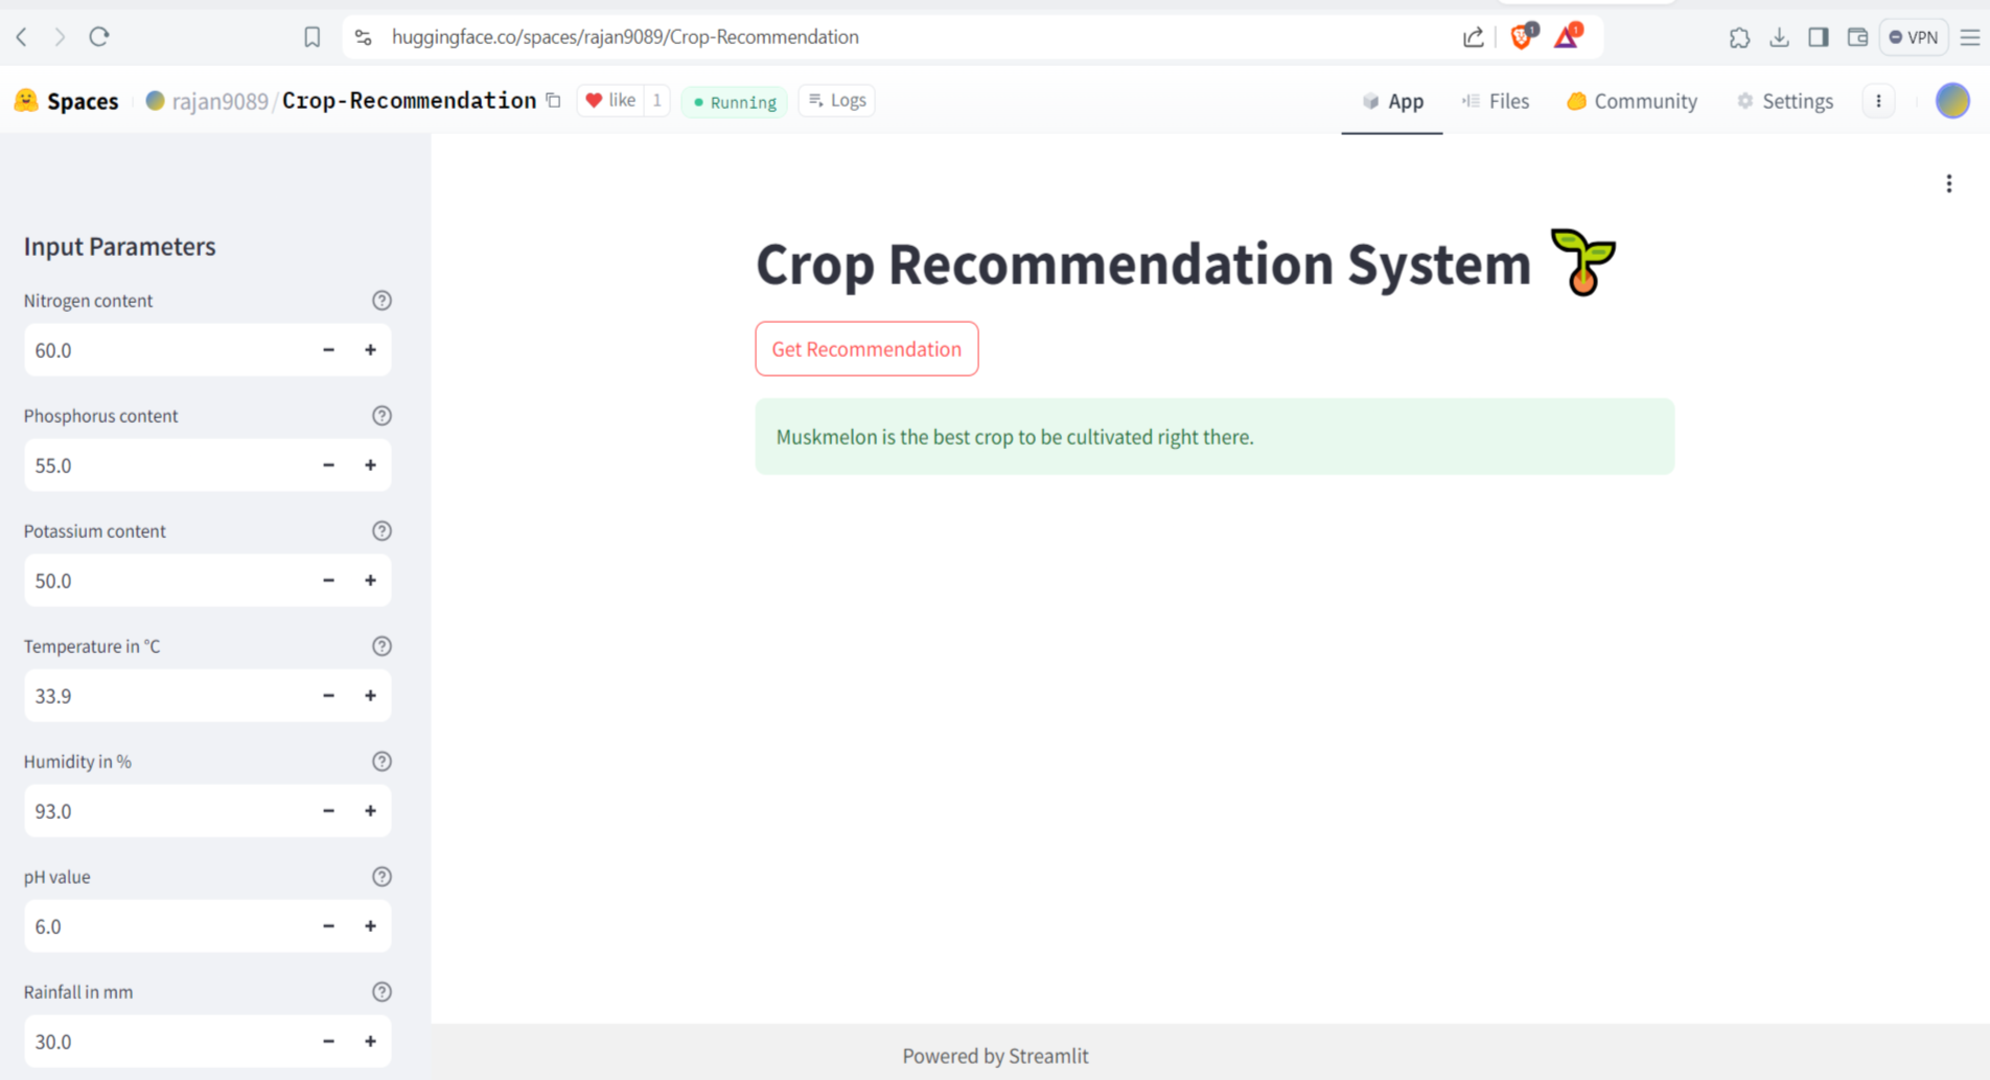 huggingface.co/spaces/rajan9089/Crop-Recommendation
VPN
Spaces rajan9089/Crop-Recommendation like 1 Running Logs
App Files Community Settings
Input Parameters
Nitrogen content
60.0
Phosphorus content
55.0
Potassium content
50.0
Temperature in °C
33.9
Humidity in %
93.0
pH value
6.0
Rainfall in mm
30.0
Crop Recommendation System
Get Recommendation
Muskmelon is the best crop to be cultivated right there.
Powered by Streamlit